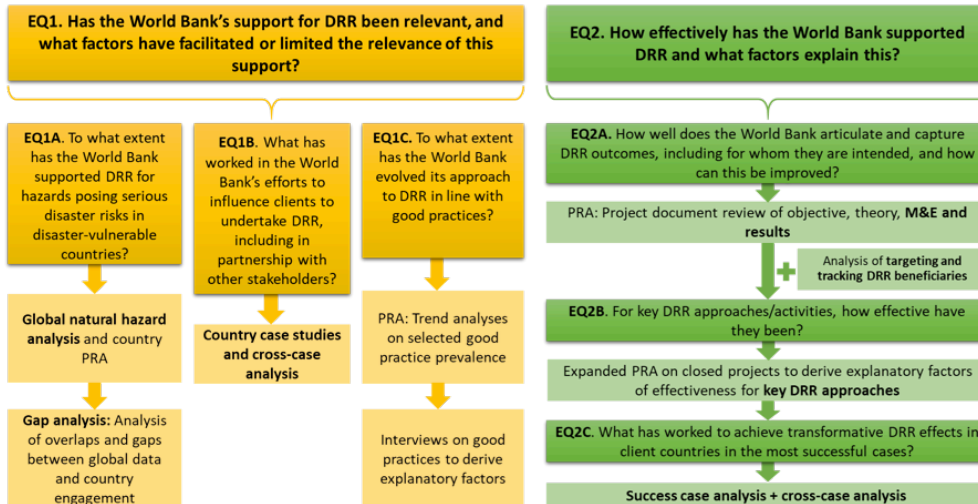 EQ1. Has the World Bank's support for DRR been relevant, and
what factors have facilitated or limited the relevance of this
support?
EQ1A. To what extent
has the World Bank
supported DRR for
hazards posing serious
disaster risks in
disaster-vulnerable
countries?
Global natural hazard
analysis and country
PRA
Gap analysis: Analysis
of overlaps and gaps
between global data
and country
engagement
EQ1B. What has
worked in the World
Bank's efforts to
influence clients to
undertake DRR,
including in
partnership with
other stakeholders?
Country case studies
and cross-case
analysis
EQ1C. To what extent
has the World Bank
evolved its approach
to DRR in line with
good practices?
PRA: Trend analyses
on selected good
practice prevalence
Interviews on good
practices to derive
explanatory factors
EQ2. How effectively has the World Bank supported
DRR and what factors explain this?
EQ2A. How well does the World Bank articulate and capture
DRR outcomes, including for whom they are intended, and how
can this be improved?
PRA: Project document review of objective, theory, M&E and
results
+
Analysis of targeting and
tracking DRR beneficiaries
EQ2B. For key DRR approaches/activities, how effective have
they been?
Expanded PRA on closed projects to derive explanatory factors
of effectiveness for key DRR approaches
EQ2C. What has worked to achieve transformative DRR effects in
client countries in the most successful cases?
Success case analysis + cross-case analysis